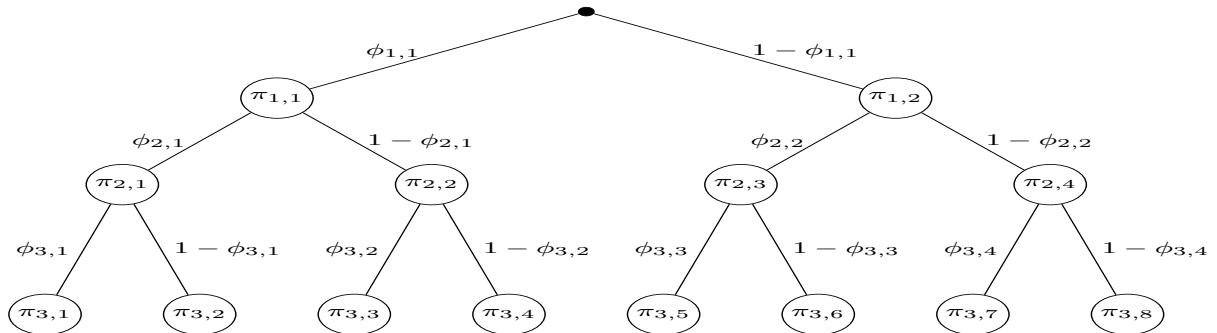 ϕ1,1 1 − ϕ1,1
π1,1 π1,2
ϕ2,1 1 − ϕ2,1 ϕ2,2 1 − ϕ2,2
π2,1 π2,2 π2,3 π2,4
ϕ3,1 1 − ϕ3,1 ϕ3,2 1 − ϕ3,2 ϕ3,3 1 − ϕ3,3 ϕ3,4 1 − ϕ3,4
π3,1 π3,2 π3,3 π3,4 π3,5 π3,6 π3,7 π3,8